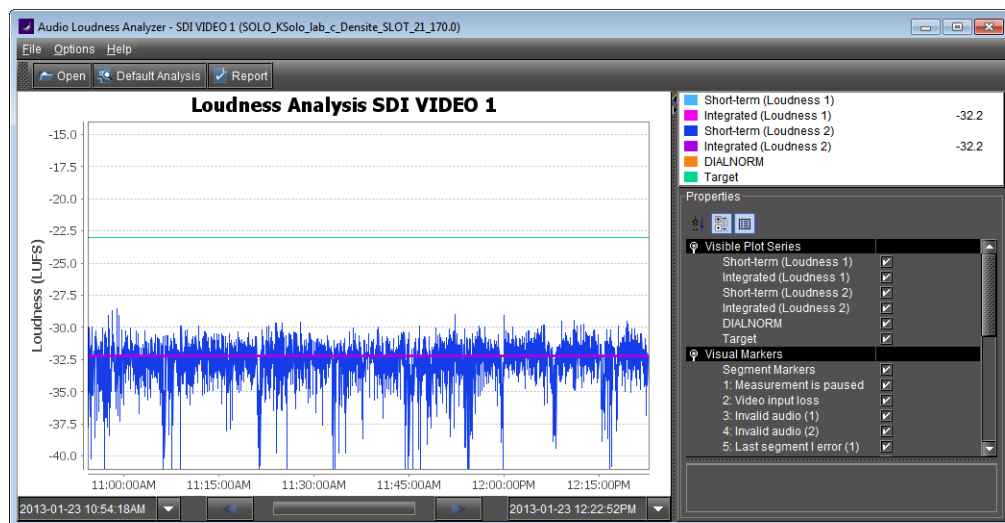 Audio Loudness Analyzer - SDI VIDEO 1 (SOLO_KSolo_lab_c_Densite_SLOT_21_170.0)
File Options Help
Open Default Analysis Report
Loudness Analysis SDI VIDEO 1
Loudness (LUFS)
-15.0
-17.5
-20.0
-22.5
-25.0
-27.5
-30.0
-32.5
-35.0
-37.5
-40.0
11:00:00AM 11:15:00AM 11:30:00AM 11:45:00AM 12:00:00PM 12:15:00PM
2013-01-23 10:54:18AM 2013-01-23 12:22:52PM
Short-term (Loudness 1)
Integrated (Loudness 1) -32.2
Short-term (Loudness 2)
Integrated (Loudness 2) -32.2
DIALNORM
Target
Properties
Visible Plot Series
Short-term (Loudness 1)
Integrated (Loudness 1)
Short-term (Loudness 2)
Integrated (Loudness 2)
DIALNORM
Target
Visual Markers
Segment Markers
1: Measurement is paused
2: Video input loss
3: Invalid audio (1)
4: Invalid audio (2)
5: Last segment I error (1)